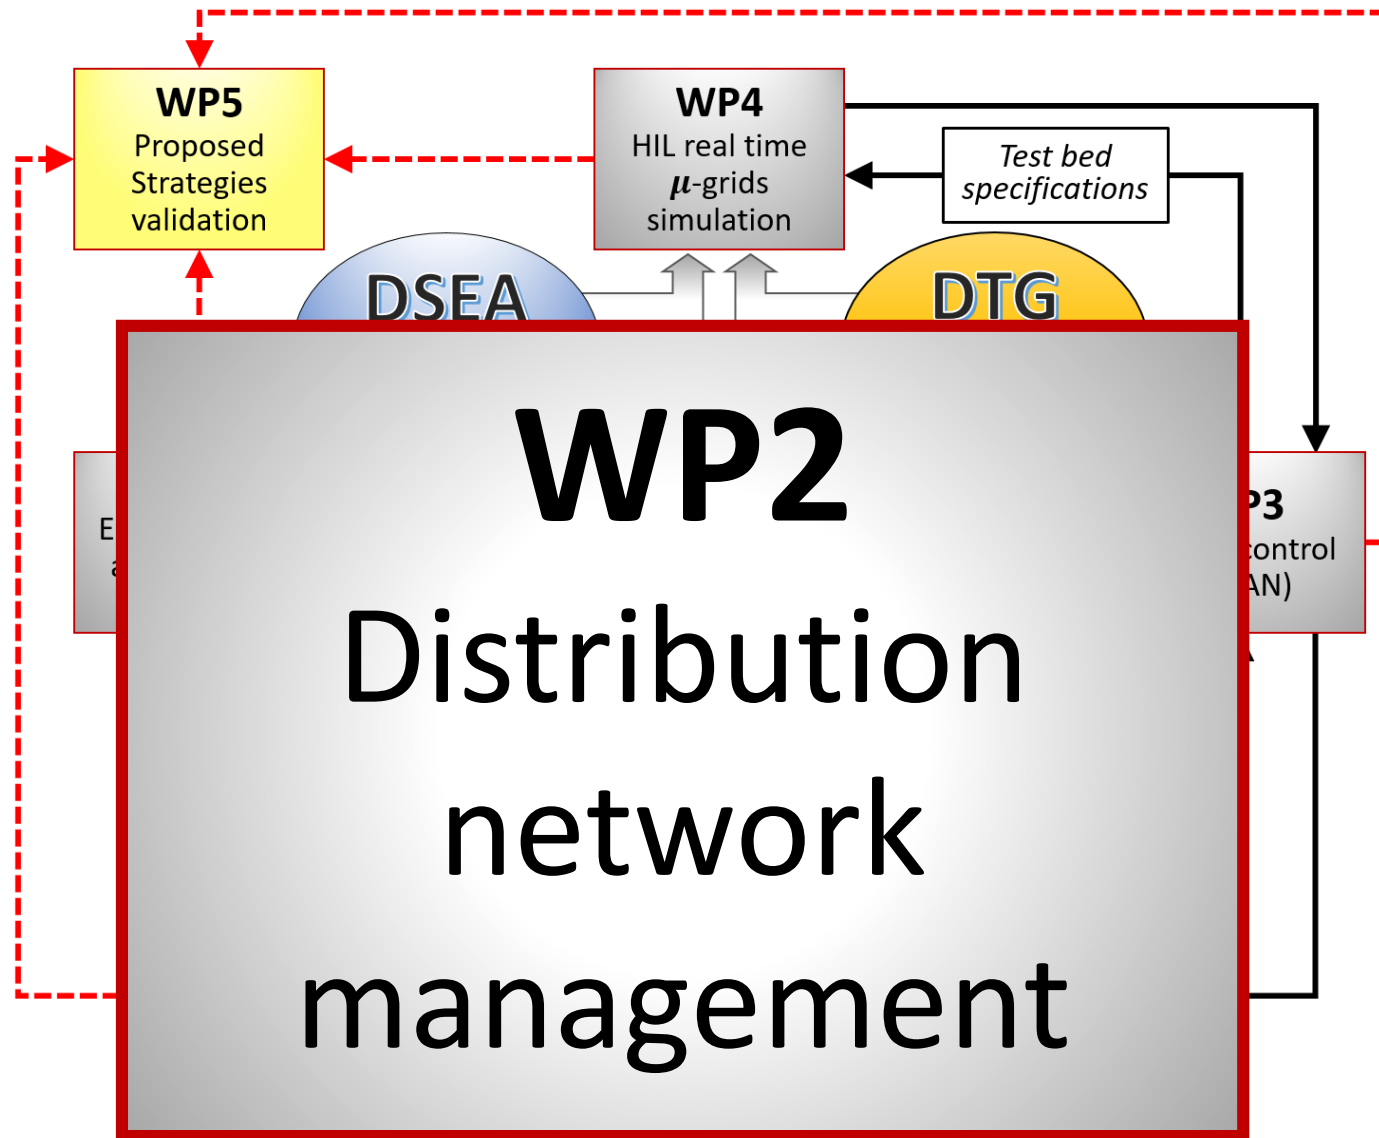 WP5
Proposed
Strategies
validation
WP4
HIL real time
μ-grids
simulation
Test bed
specifications
DSEA
DTG
WP2
Distribution
network
management
P3
control